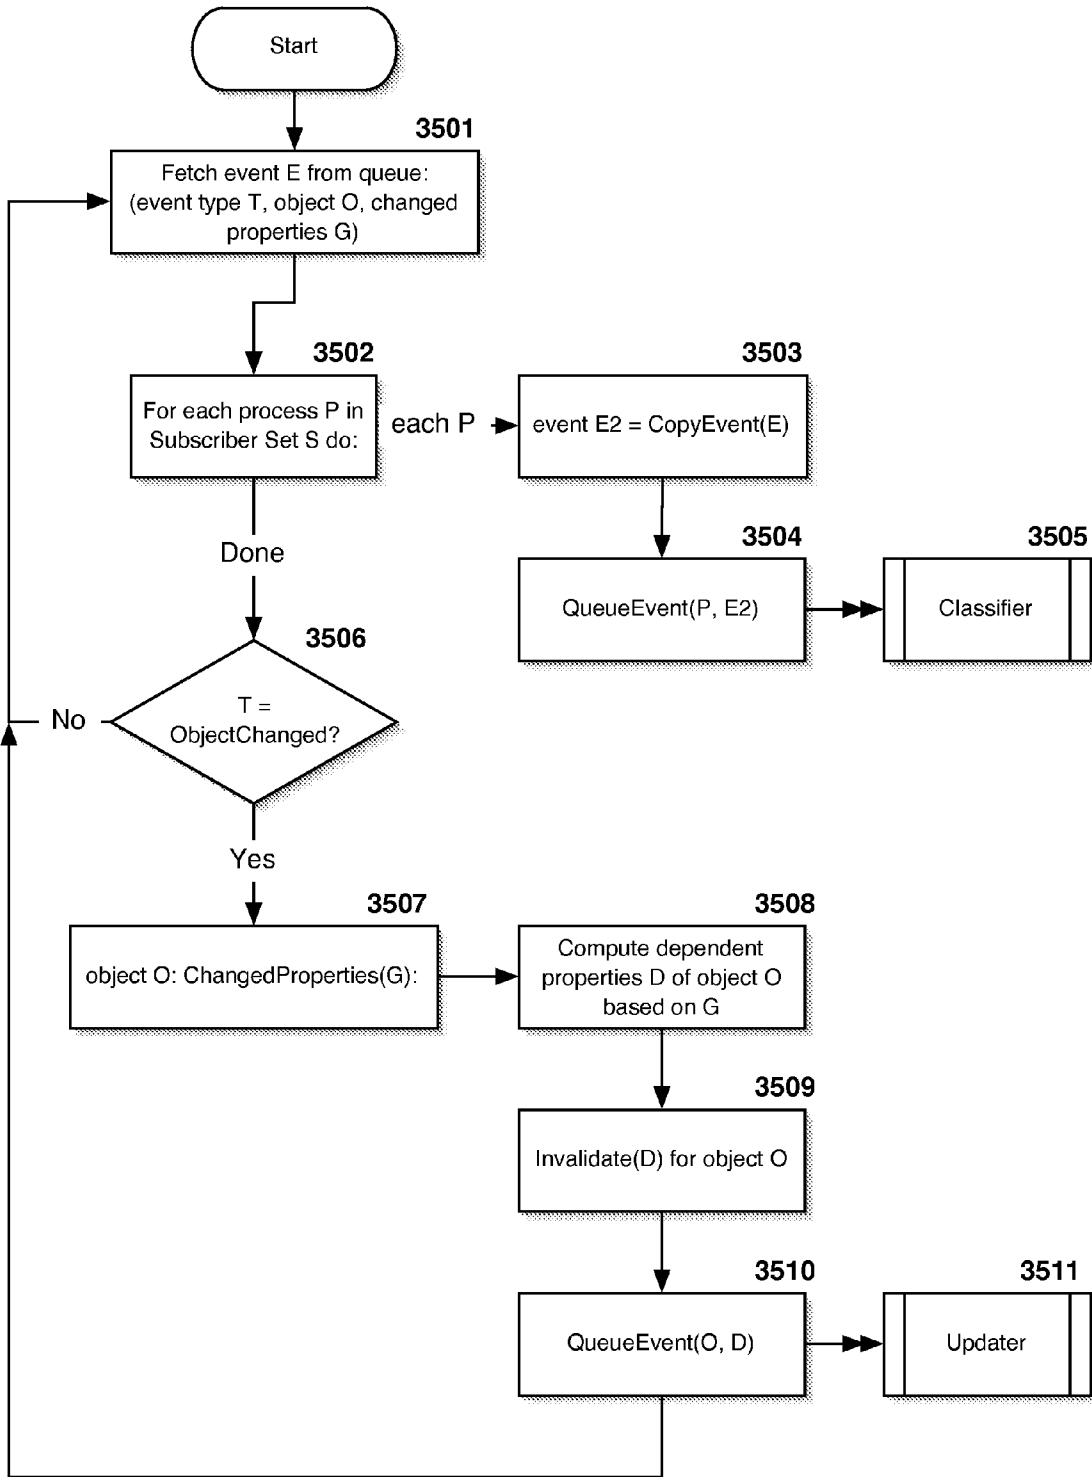 Start
3501
Fetch event E from queue:
(event type T, object O, changed
properties G)
3502
For each process P in
Subscriber Set S do:
each P
3503
event E2 = CopyEvent(E)
3504
QueueEvent(P, E2)
3505
Classifier
Done
3506
T =
ObjectChanged?
No
Yes
3507
object O: ChangedProperties(G):
3508
Compute dependent
properties D of object O
based on G
3509
Invalidate(D) for object O
3510
QueueEvent(O, D)
3511
Updater